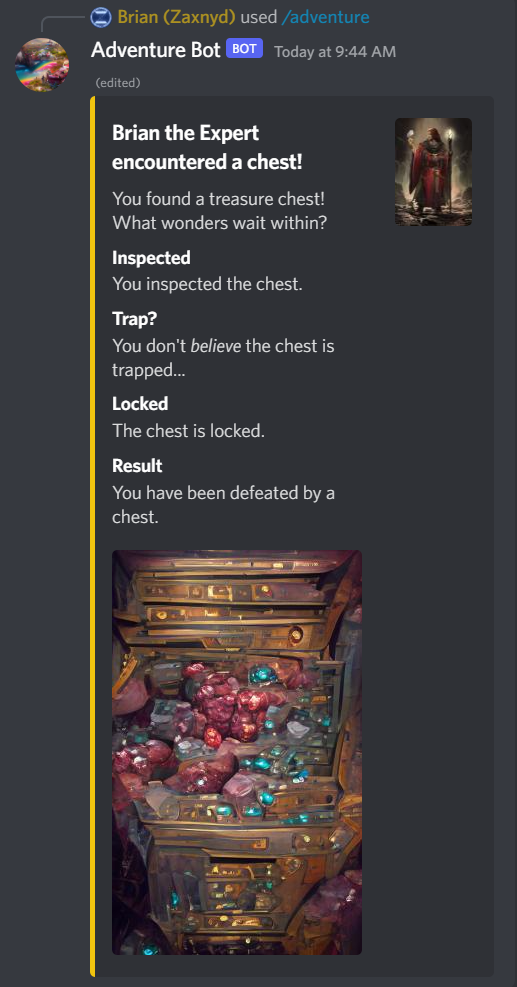 Brian (Zaxnyd) used /adventure
Adventure Bot BOT Today at 9:44 AM
(edited)
Brian the Expert
encountered a chest!
You found a treasure chest!
What wonders wait within?
Inspected
You inspected the chest.
Trap?
You don't believe the chest is
trapped...
Locked
The chest is locked.
Result
You have been defeated by a
chest.